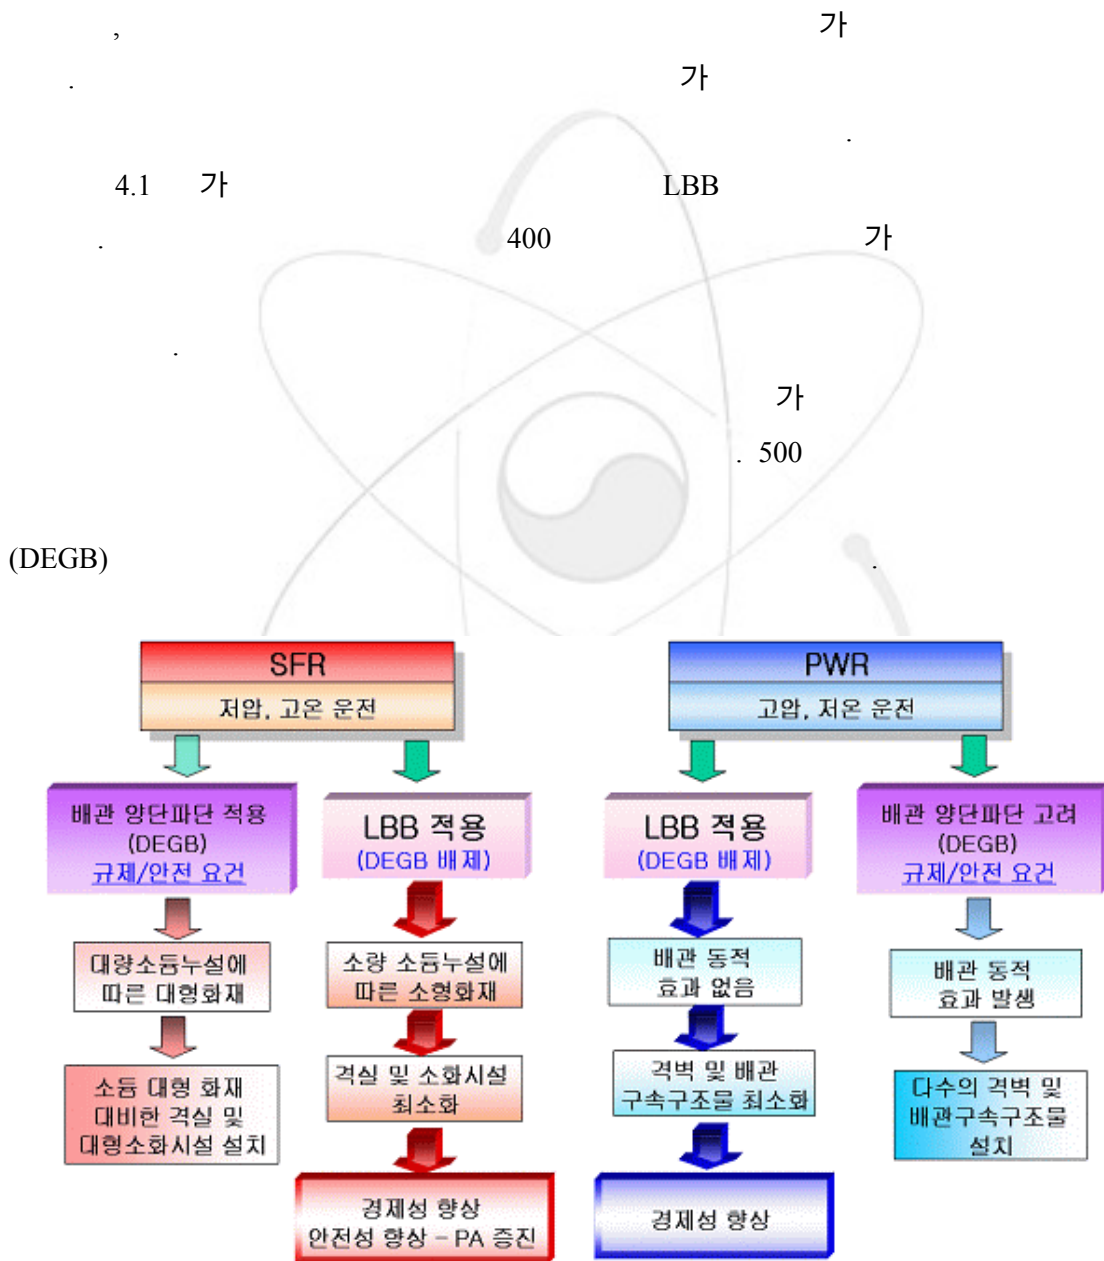 , 가
. 가
.
4.1 가 LBB
. 400 가
.
가
. 500
(DEGB) .
SFR
저압, 고온 운전
PWR
고압, 저온 운전
배관 양단파단 적용
(DEGB)
규제/안전 요건
LBB 적용
(DEGB 배제)
LBB 적용
(DEGB 배제)
배관 양단파단 고려
(DEGB)
규제/안전 요건
대량소듐누설에
따른 대형화재
소량 소듐누설에
따른 소형화재
배관 동적
효과 없음
배관 동적
효과 발생
소듐 대형 화재
대비한 격실 및
대형소화시설 설치
격실 및 소화시설
최소화
격벽 및 배관
구속구조물 최소화
다수의 격벽 및
배관구속구조물
설치
경제성 향상
안전성 향상 – PA 증진
경제성 향상